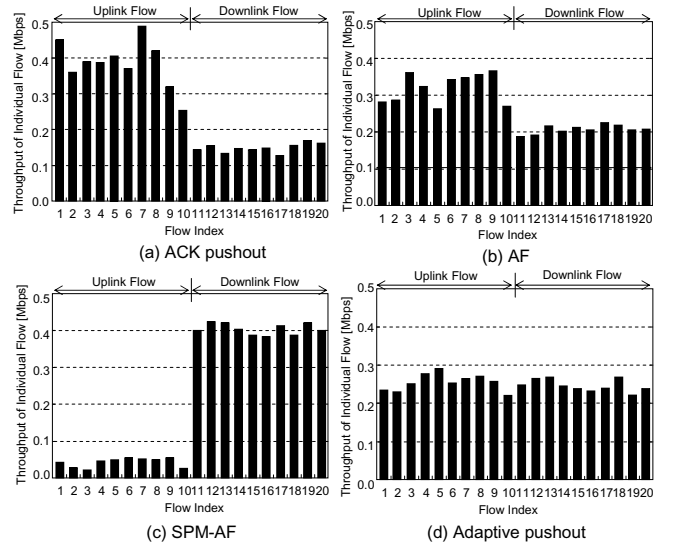 Uplink Flow
Downlink Flow
Throughput of Individual Flow [Mbps]
0.5
0.4
0.3
0.2
0.1
0.0
1 2 3 4 5 6 7 8 9 10 11 12 13 14 15 16 17 18 19 20
Flow Index
(a) ACK pushout
Uplink Flow
Downlink Flow
Throughput of Individual Flow [Mbps]
0.5
0.4
0.3
0.2
0.1
0.0
1 2 3 4 5 6 7 8 9 10 11 12 13 14 15 16 17 18 19 20
Flow Index
(b) AF
Uplink Flow
Downlink Flow
Throughput of Individual Flow [Mbps]
0.5
0.4
0.3
0.2
0.1
0.0
1 2 3 4 5 6 7 8 9 10 11 12 13 14 15 16 17 18 19 20
Flow Index
(c) SPM-AF
Uplink Flow
Downlink Flow
Throughput of Individual Flow [Mbps]
0.5
0.4
0.3
0.2
0.1
0.0
1 2 3 4 5 6 7 8 9 10 11 12 13 14 15 16 17 18 19 20
Flow Index
(d) Adaptive pushout